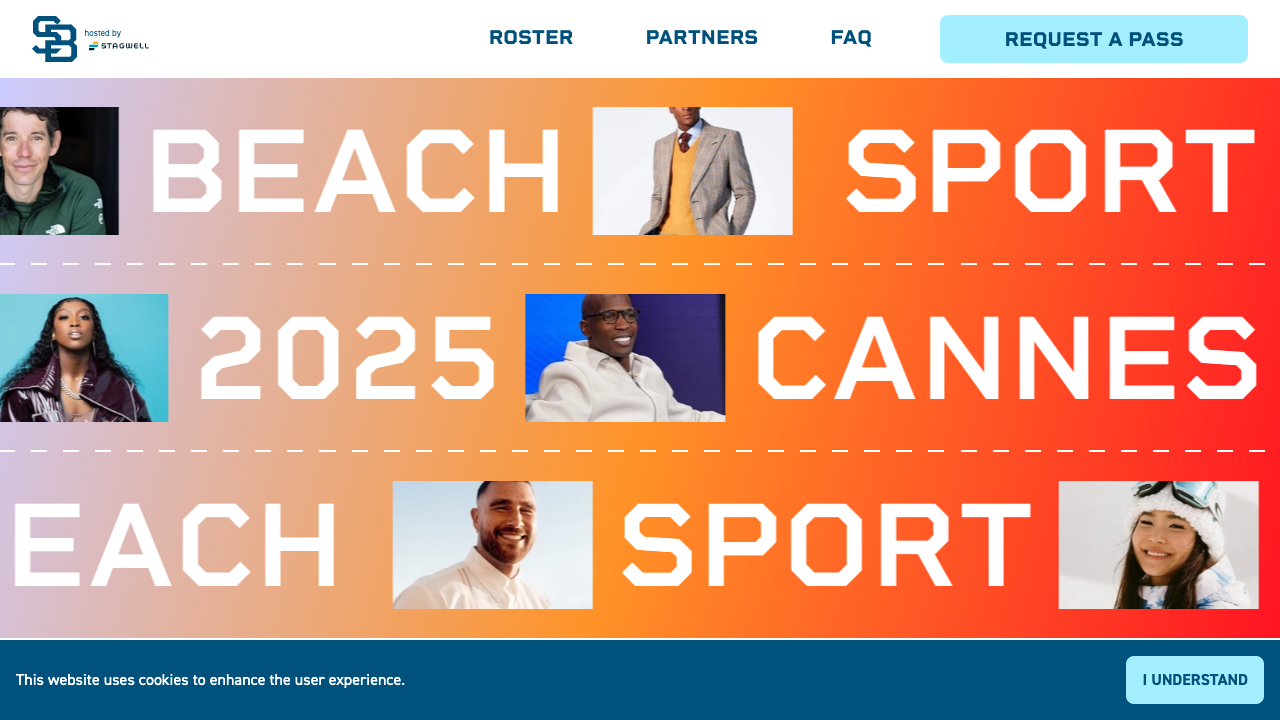 SB
hosted by
STAGWELL
ROSTER PARTNERS FAQ REQUEST A PASS
BEACH SPORT
2025 CANNES
EACH SPORT
This website uses cookies to enhance the user experience.
I UNDERSTAND